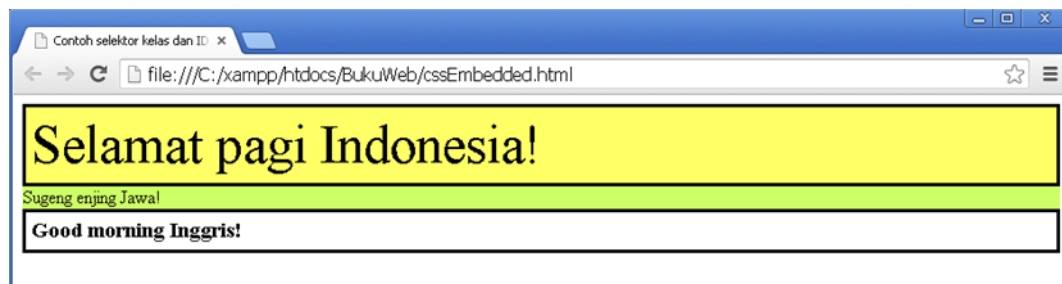 Contoh selektor kelas dan ID
file:///C:/xampp/htdocs/BukuWeb/cssEmbedded.html
Selamat pagi Indonesia!
Sugeng enjing Jawa!
Good morning Inggris!